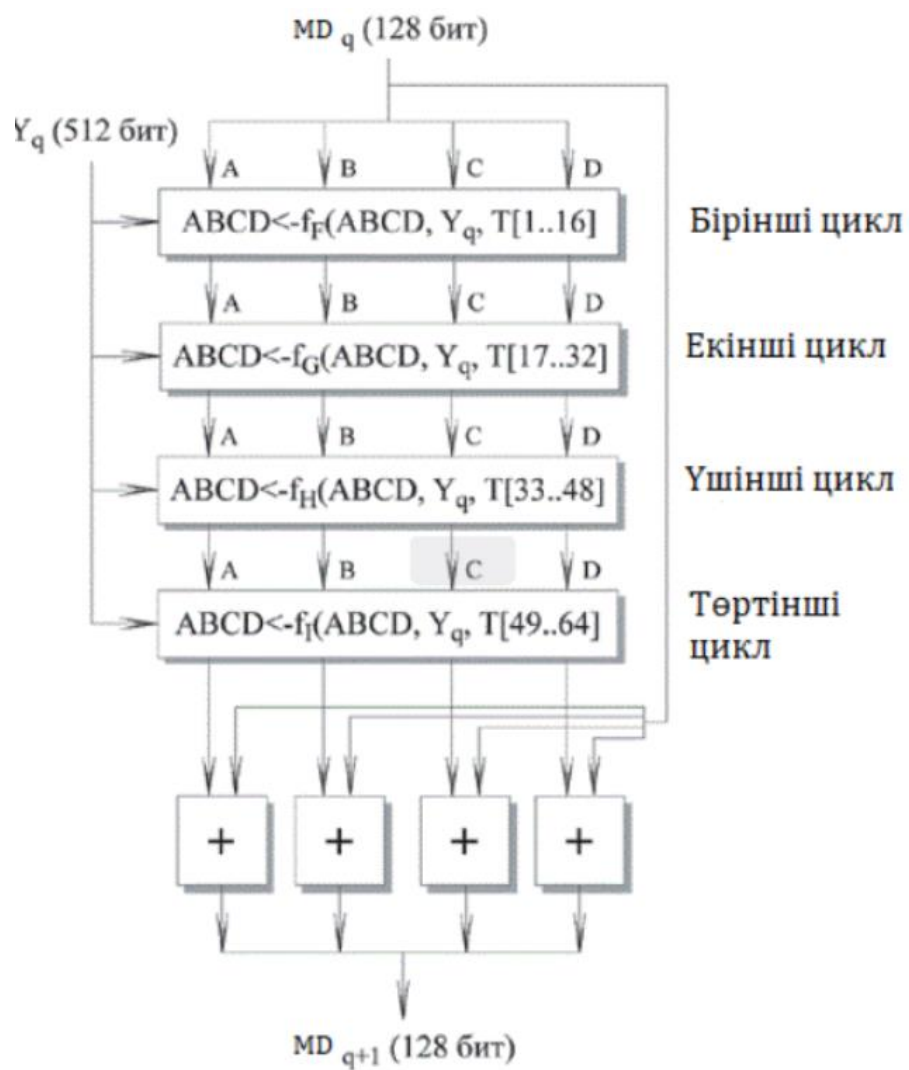 MD q (128 бит)
Yq (512 бит)
A B C D
ABCD<-fF(ABCD, Yq, T[1..16]
Бірінші цикл
A B C D
ABCD<-fG(ABCD, Yq, T[17..32]
Екінші цикл
A B C D
ABCD<-fH(ABCD, Yq, T[33..48]
Үшінші цикл
A B C D
ABCD<-fI(ABCD, Yq, T[49..64]
Төртінші
цикл
+ + + +
MD q+1 (128 бит)